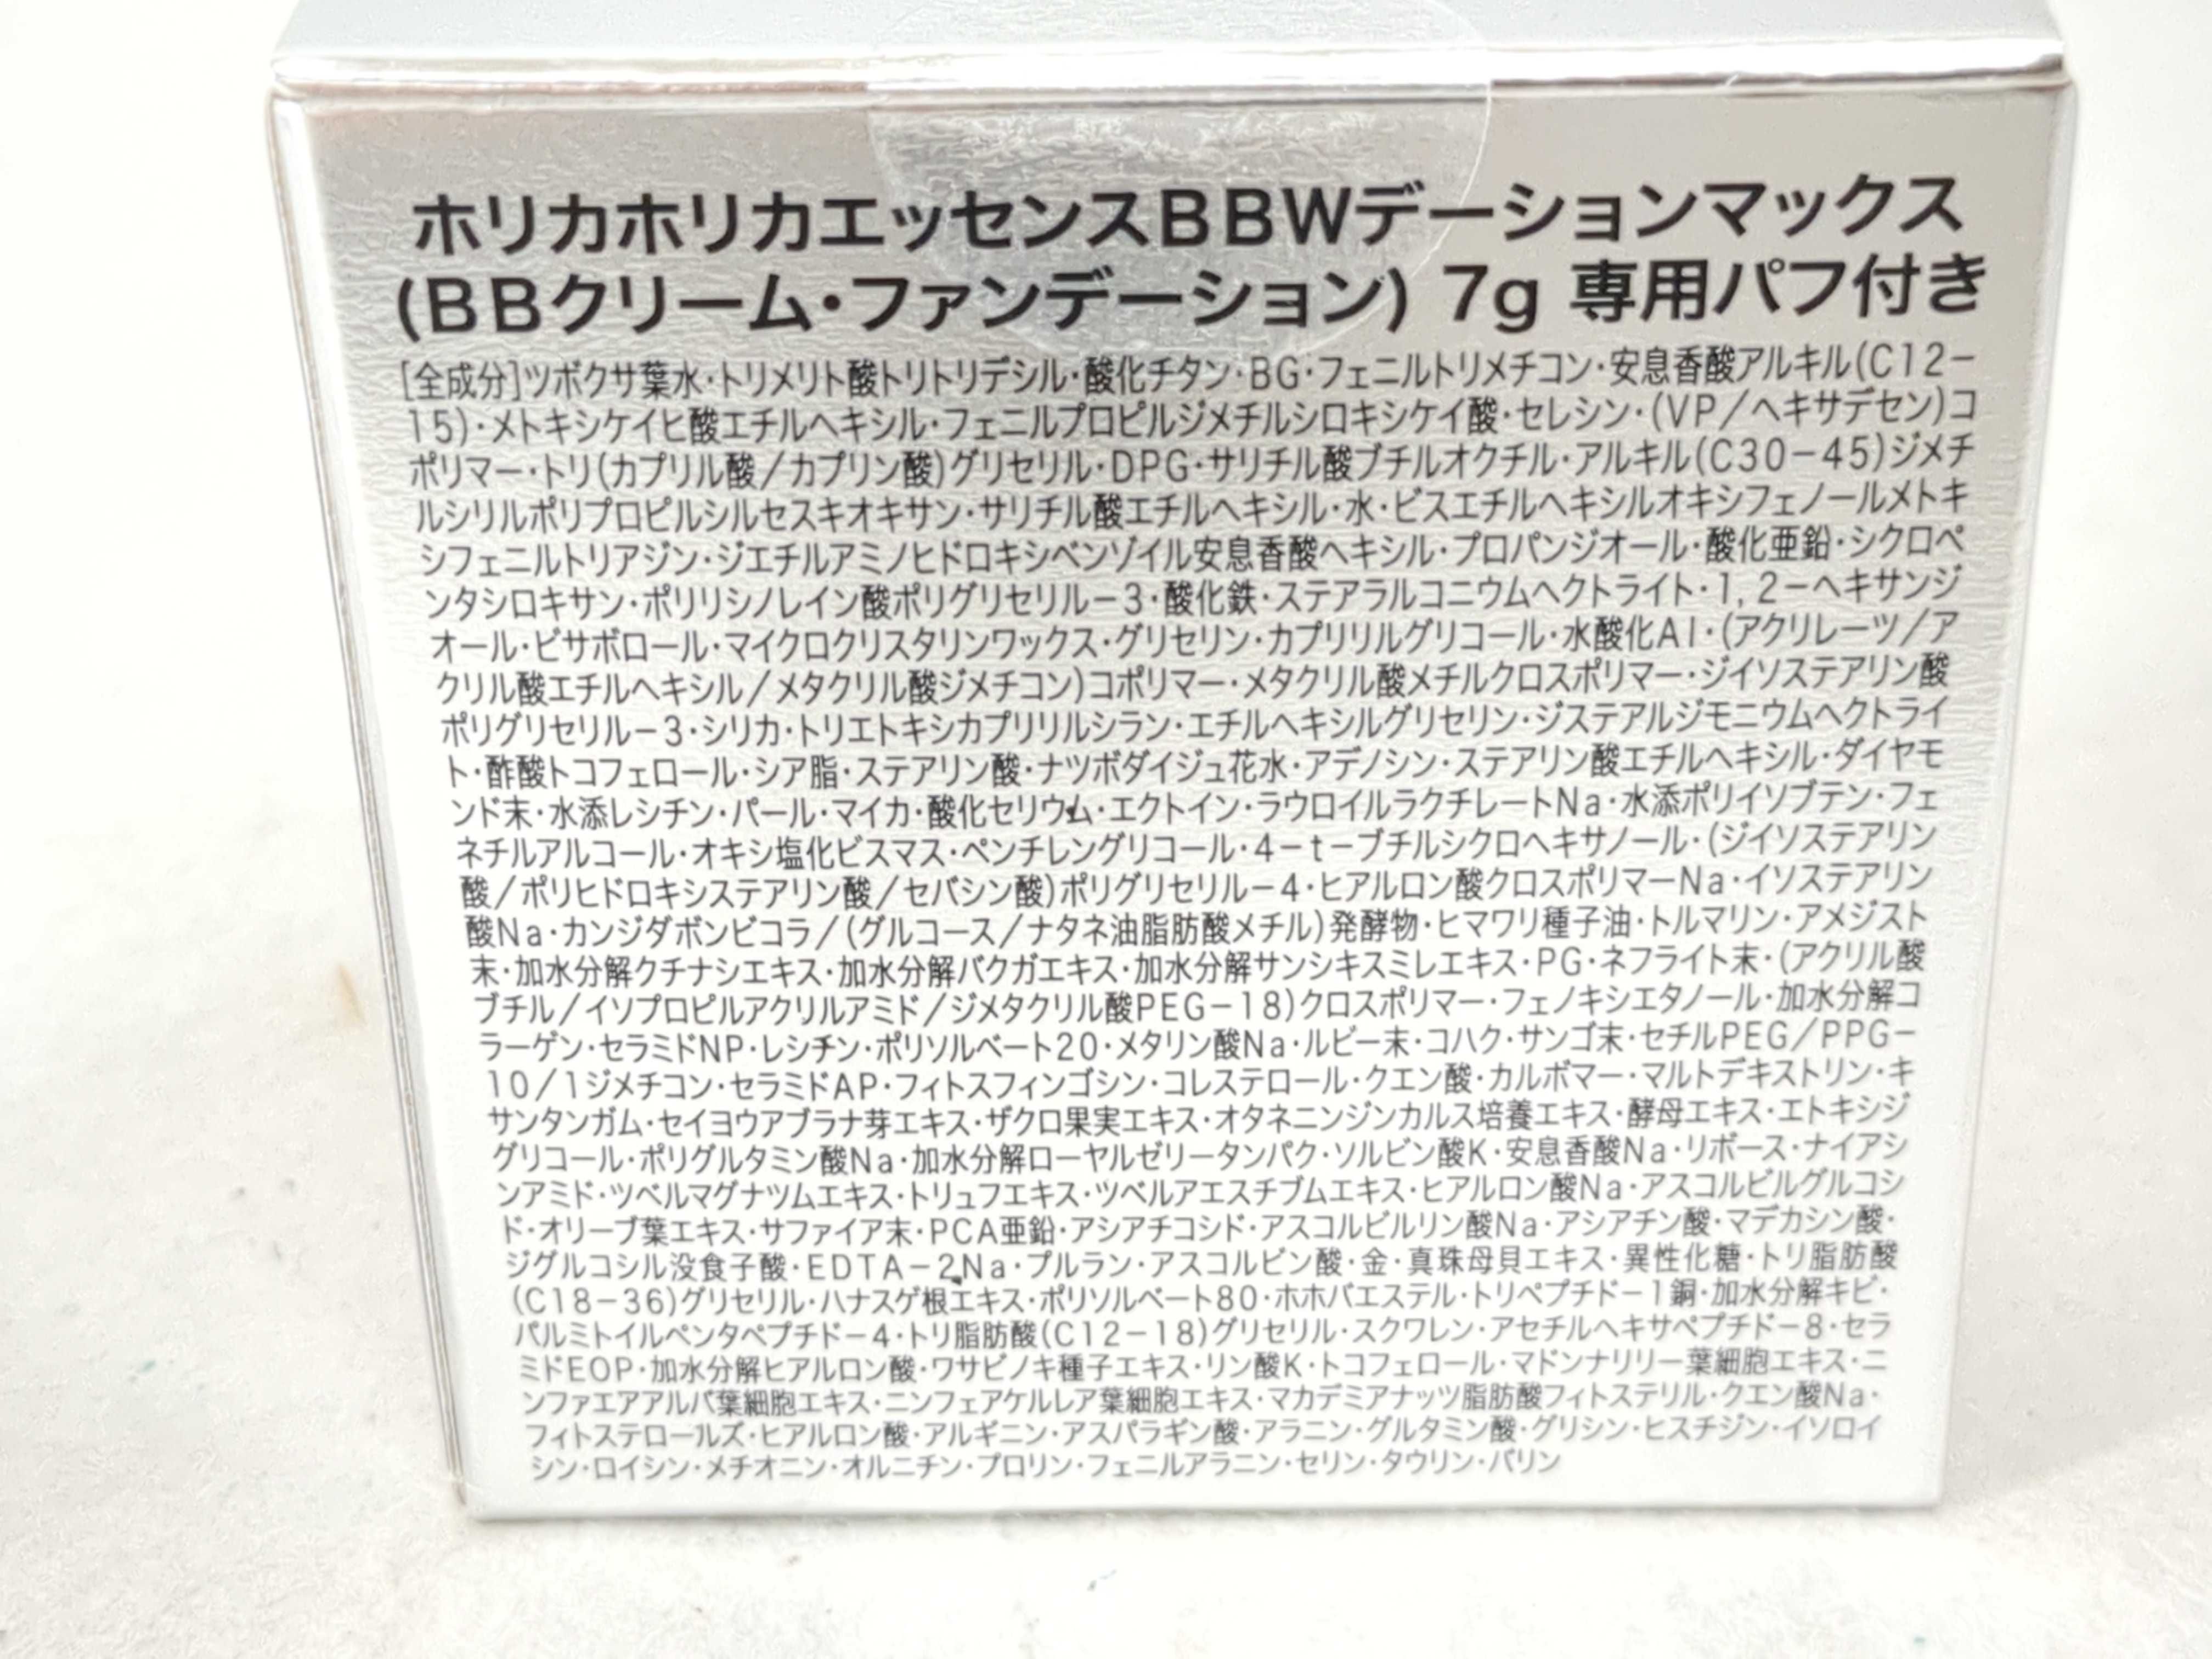 ホリカホリカエッセンスBBWデーションマックス
(BBクリーム・ファンデーション) 7g 専用パフ付き
[全成分]ツボクサ葉水・トリメリト酸トリトリデシル・酸化チタン・BG・フェニルトリメチコン・安息香酸アルキル(C12−
15)・メトキシケイヒ酸エチルヘキシル・フェニルプロピルジメチルシロキシケイ酸・セレシン・(VP/ヘキサデセン)コ
ポリマー・トリ(カプリル酸/カプリン酸)グリセリル・DPG・サリチル酸ブチルオクチル・アルキル(C30−45)ジメチ
ルシリルポリプロピルシルセスキオキサン・サリチル酸エチルヘキシル・水・ビスエチルヘキシルオキシフェノールメトキ
シフェニルトリアジン・ジエチルアミノヒドロキシベンゾイル安息香酸ヘキシル・プロパンジオール・酸化亜鉛・シクロペ
ンタシロキサン・ポリリシノレイン酸ポリグリセリル−3・酸化鉄・ステアラルコニウムヘクトライト・1,2−ヘキサンジ
オール・ビサボロール・マイクロクリスタリンワックス・グリセリン・カプリリルグリコール・水酸化Al・(アクリレーツ/ア
クリル酸エチルヘキシル/メタクリル酸ジメチコン)コポリマー・メタクリル酸メチルクロスポリマー・ジイソステアリン酸
ポリグリセリル−3・シリカ・トリエトキシカプリリルシラン・エチルヘキシルグリセリン・ジステアルジモニウムヘクトライ
ト・酢酸トコフェロール・シア脂・ステアリン酸・ナツボダイジュ花水・アデノシン・ステアリン酸エチルヘキシル・ダイヤモ
ンド末・水添レシチン・パール・マイカ・酸化セリウム・エクトイン・ラウロイルラクチレートNa・水添ポリイソブテン・フェ
ネチルアルコール・オキシ塩化ビスマス・ペンチレングリコール・4−t−ブチルシクロヘキサノール・(ジイソステアリン
酸/ポリヒドロキシステアリン酸/セバシン酸)ポリグリセリル−4・ヒアルロン酸クロスポリマーNa・イソステアリン
酸Na・カンジダボンビコラ/(グルコース/ナタネ油脂肪酸メチル)発酵物・ヒマワリ種子油・トルマリン・アメジスト
末・加水分解クチナシエキス・加水分解バクガエキス・加水分解サンシキスミレエキス・PG・ネフライト末・(アクリル酸
ブチル/イソプロピルアクリルアミド/ジメタクリル酸PEG−18)クロスポリマー・フェノキシエタノール・加水分解コ
ラーゲン・セラミドNP・レシチン・ポリソルベート20・メタリン酸Na・ルビー末・コハク・サンゴ末・セチルPEG/PPG−
10/1ジメチコン・セラミドAP・フィトスフィンゴシン・コレステロール・クエン酸・カルボマー・マルトデキストリン・キ
サンタンガム・セイヨウアブラナ芽エキス・ザクロ果実エキス・オタネニンジンカルス培養エキス・酵母エキス・エトキシジ
グリコール・ポリグルタミン酸Na・加水分解ローヤルゼリータンパク・ソルビン酸K・安息香酸Na・リボース・ナイアシ
ンアミド・ツベルマグナツムエキス・トリュフエキス・ツベルアエスチブムエキス・ヒアルロン酸Na・アスコルビルグルコシ
ド・オリーブ葉エキス・サファイア末・PCA亜鉛・アシアチコシド・アスコルビルリン酸Na・アシアチン酸・マデカシン酸・
ジグルコシル没食子酸・EDTA−2Na・プルラン・アスコルビン酸・金・真珠母貝エキス・異性化糖・トリ脂肪酸
(C18−36)グリセリル・ハナスゲ根エキス・ポリソルベート80・ホホバエステル・トリペプチド−1銅・加水分解キビ・
パルミトイルペンタペプチド−4・トリ脂肪酸(C12−18)グリセリル・スクワレン・アセチルヘキサペプチド−8・セラ
ミドEOP・加水分解ヒアルロン酸・ワサビノキ種子エキス・リン酸K・トコフェロール・マドンナリリー葉細胞エキス・ニ
ンファエアアルバ葉細胞エキス・ニンフェアケルレア葉細胞エキス・マカデミアナッツ脂肪酸フィトステリル・クエン酸Na・
フィトステロールズ・ヒアルロン酸・アルギニン・アスパラギン酸・アラニン・グルタミン酸・グリシン・ヒスチジン・イソロイ
シン・ロイシン・メチオニン・オルニチン・プロリン・フェニルアラニン・セリン・タウリン・バリン